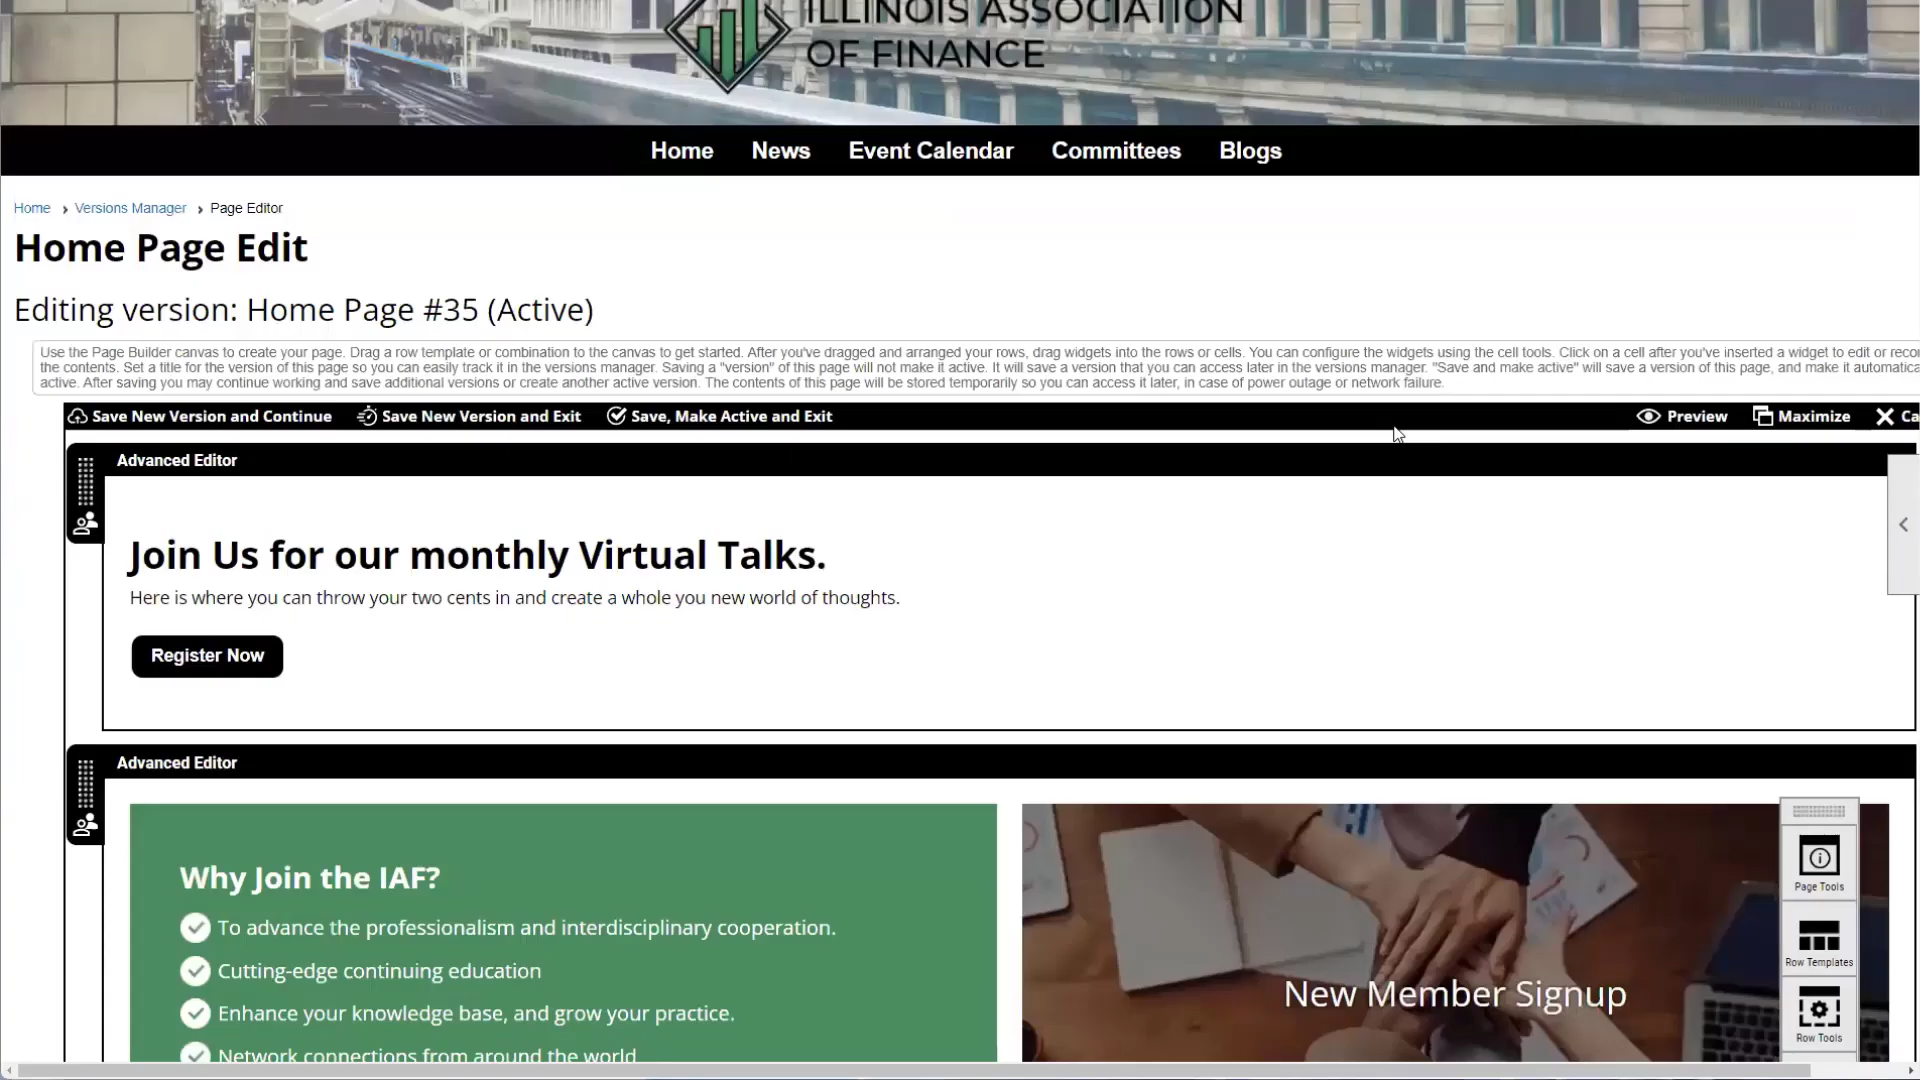 ILLINOIS ASSOCIATION
OF FINANCE
Home News Event Calendar Committees Blogs
Home › Versions Manager › Page Editor
Home Page Edit
Editing version: Home Page #35 (Active)
Use the Page Builder canvas to create your page. Drag a row template or combination to the canvas to get started. After you've dragged and arranged your rows, drag widgets into the rows or cells. You can configure the widgets using the cell tools. Click on a cell after you've inserted a widget to edit or
the contents. Set a title for the version of this page so you can easily track it in the versions manager. Saving a "version" of this page will not make it active. It will save a version that you can access later in the versions manager. "Save and make active" will save a version of this page, and make it
active. After saving you may continue working and save additional versions or create another active version. The contents of this page will be stored temporarily so you can access it later, in case of power outage or network failure.
Save New Version and Continue Save New Version and Exit Save, Make Active and Exit Preview Maximize
Advanced Editor
Join Us for our monthly Virtual Talks.
Here is where you can throw your two cents in and create a whole you new world of thoughts.
Register Now
Advanced Editor
Why Join the IAF?
To advance the professionalism and interdisciplinary cooperation.
Cutting-edge continuing education
Enhance your knowledge base, and grow your practice.
Network connections from around the world
New Member Signup
Page Tools
Row Templates
Row Tools